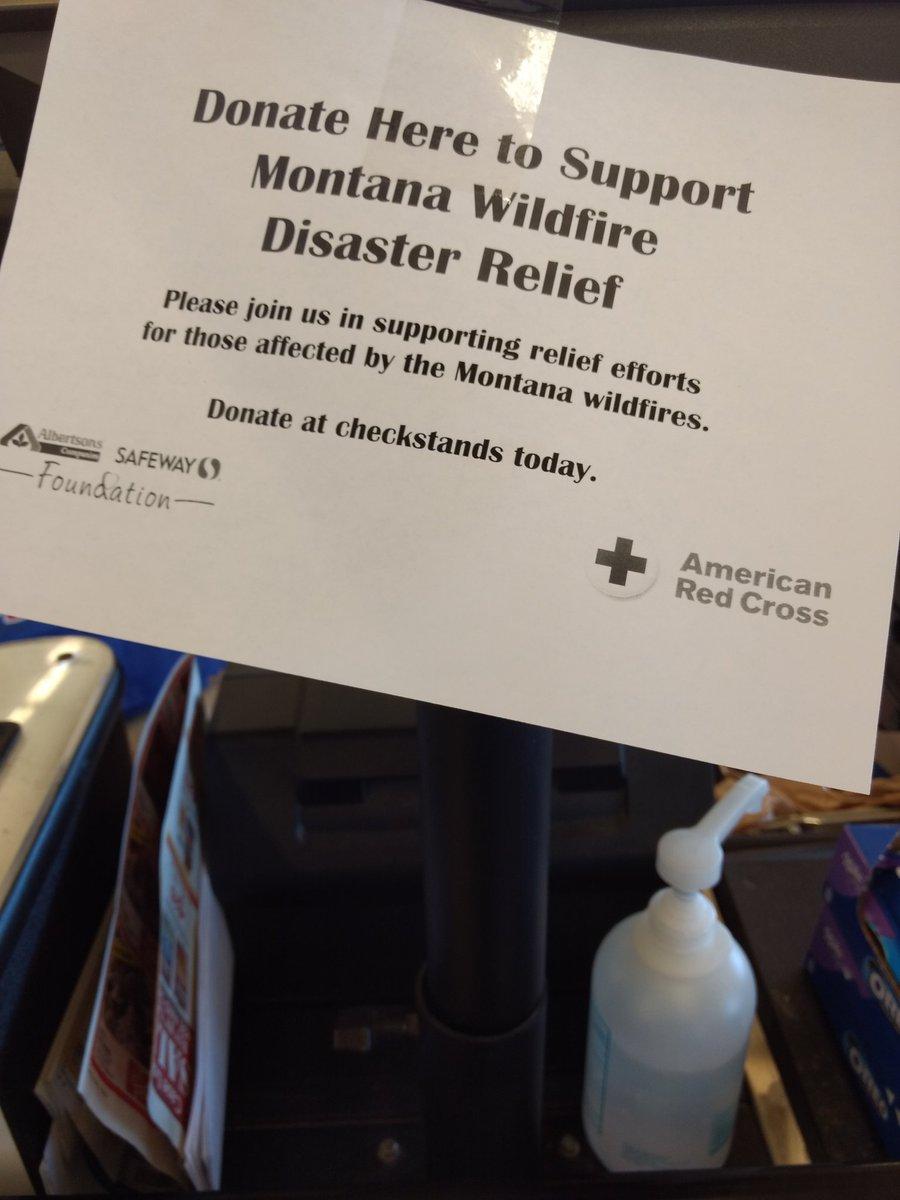 Donate Here to Support
Montana Wildfire
Disaster Relief
Please join us in supporting relief efforts
for those affected by the Montana wildfires.
Donate at checkstands today.
Albertsons
Companies
SAFEWAY
Foundation
American
Red Cross
OREO
OREO